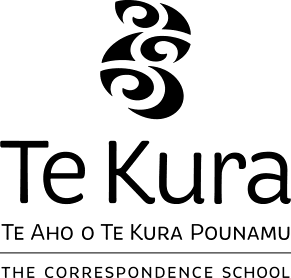 Te Kura
TE AHO O TE KURA POUNAMU
THE CORRESPONDENCE SCHOOL